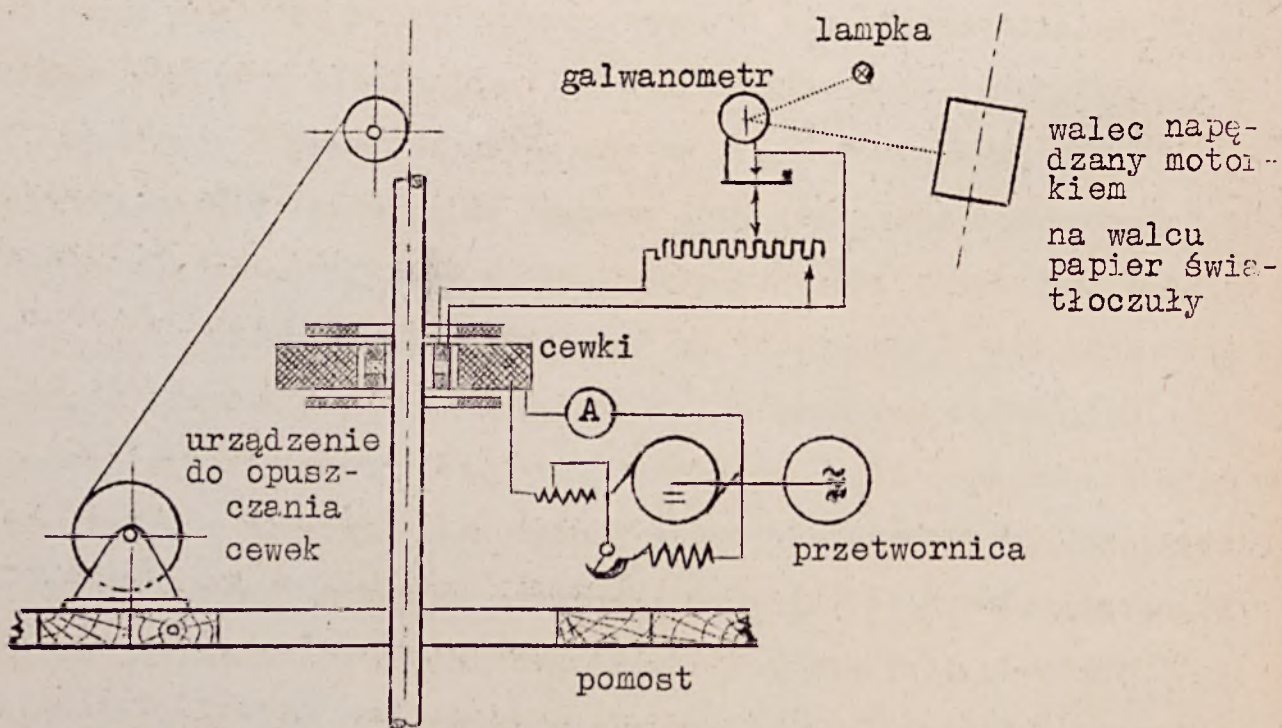 lampka
galwanometr
walec napę-
dzany motor-
kiem
na walcu
papier świa-
tłoczuły
cewki
A
urządzenie
do opusz-
czania
cewek
przetwornica
pomost